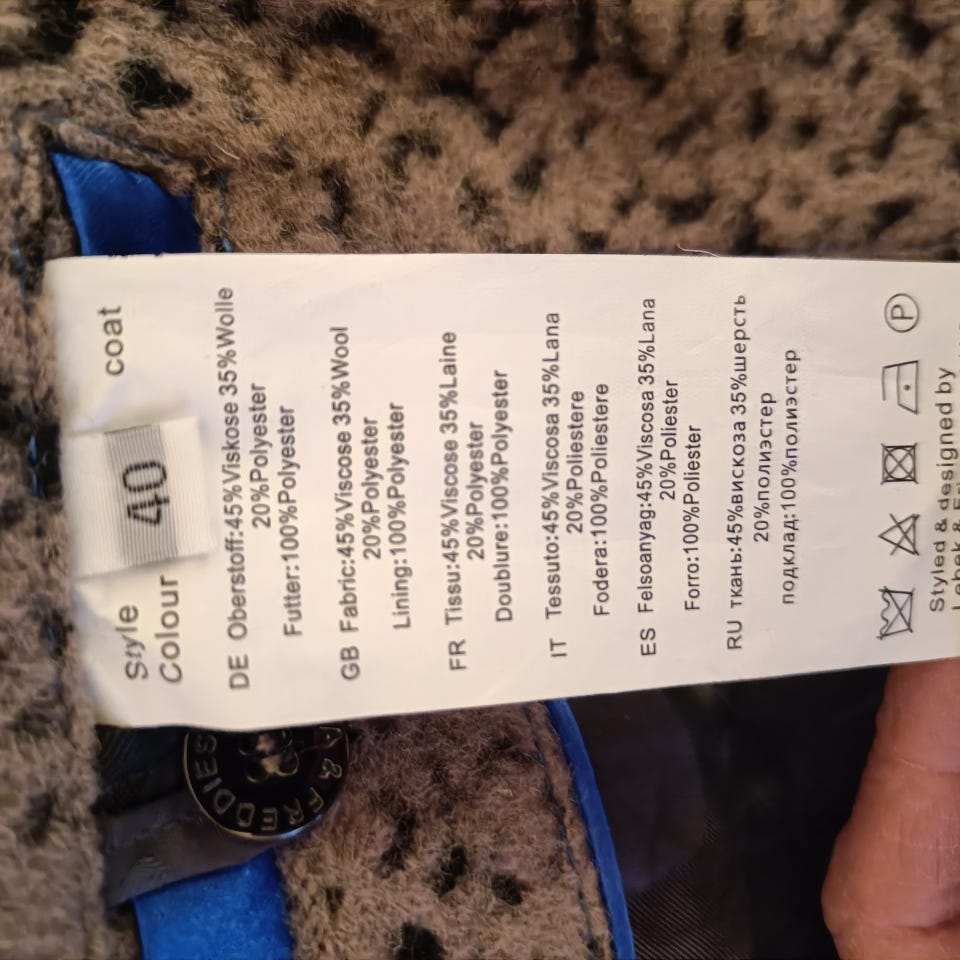 Style
coat
40
Colour
DE Oberstoff:45%Viskose 35%Wolle
20%Polyester
Futter:100%Polyester
GB Fabric:45%Viscose 35%Wool
20%Polyester
Lining:100%Polyester
FR Tissu:45%Viscose 35%Laine
20%Polyester
Doublure:100%Polyester
IT Tessuto:45%Viscosa 35%Lana
20%Poliestere
Fodera:100%Poliestere
ES Felsoanyag:45%Viscosa 35%Lana
20%Poliester
Forro:100%Poliester
RU ткань:45%вискоза 35%шерсть
20%полиэстер
подклад:100%полиэстер
P
Styled & designed by
& FREDDIES